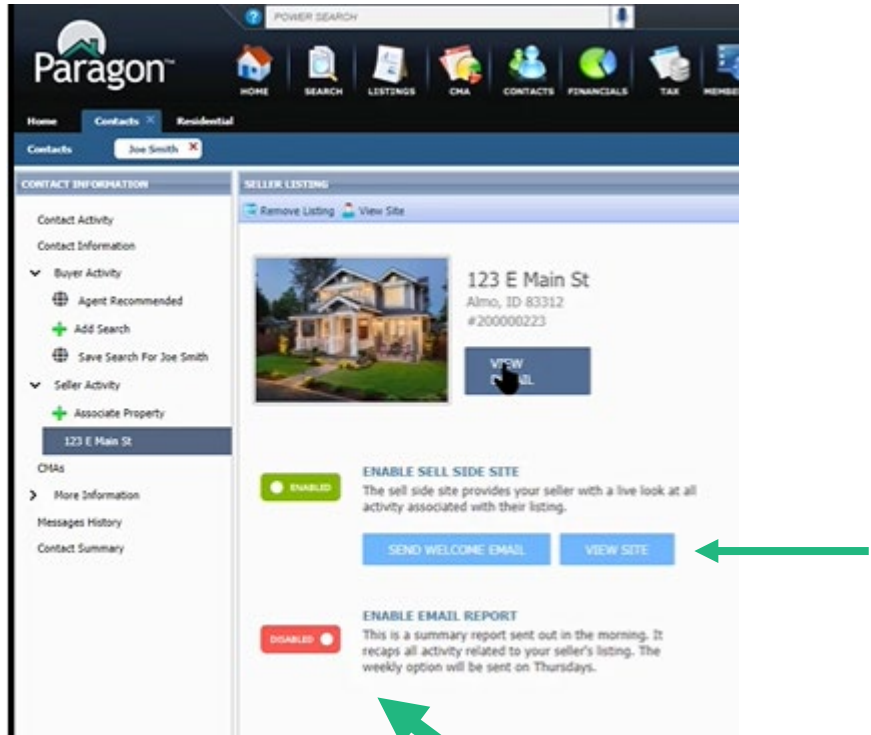 POWER SEARCH
Paragon™
HOME SEARCH LISTINGS CMA CONTACTS FINANCIALS TAX MEMBE
Home Contacts Residential
Contacts Joe Smith
CONTACT INFORMATION
SELLER LISTING
Remove Listing View Site
Contact Activity
Contact Information
Buyer Activity
Agent Recommended
Add Search
Save Search For Joe Smith
Seller Activity
Associate Property
123 E Main St
CMAs
More Information
Messages History
Contact Summary
123 E Main St
Almo, ID 83312
#200000223
VIEW
ENABLED
ENABLE SELL SIDE SITE
The sell side site provides your seller with a live look at all
activity associated with their listing.
SEND WELCOME EMAIL VIEW SITE
DISABLED
ENABLE EMAIL REPORT
This is a summary report sent out in the morning. It
recaps all activity related to your seller's listing. The
weekly option will be sent on Thursdays.